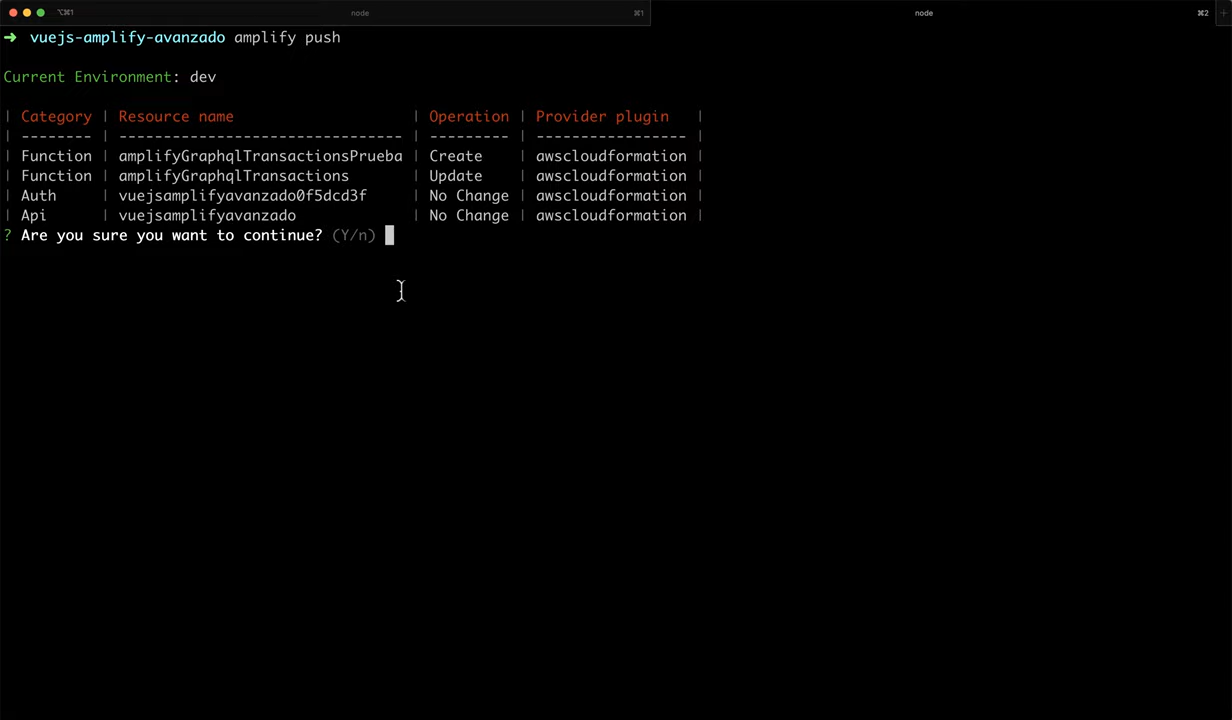 ⌥⌘1 node ⌘1 node ⌘2 +
➜ vuejs-amplify-avanzado amplify push
Current Environment: dev
| Category | Resource name | Operation | Provider plugin |
| -------- | -------------------------------- | --------- | ----------------- |
| Function | amplifyGraphqlTransactionsPrueba | Create | awscloudformation |
| Function | amplifyGraphqlTransactions | Update | awscloudformation |
| Auth | vuejsamplifyavanzado0f5dcd3f | No Change | awscloudformation |
| Api | vuejsamplifyavanzado | No Change | awscloudformation |
? Are you sure you want to continue? (Y/n)